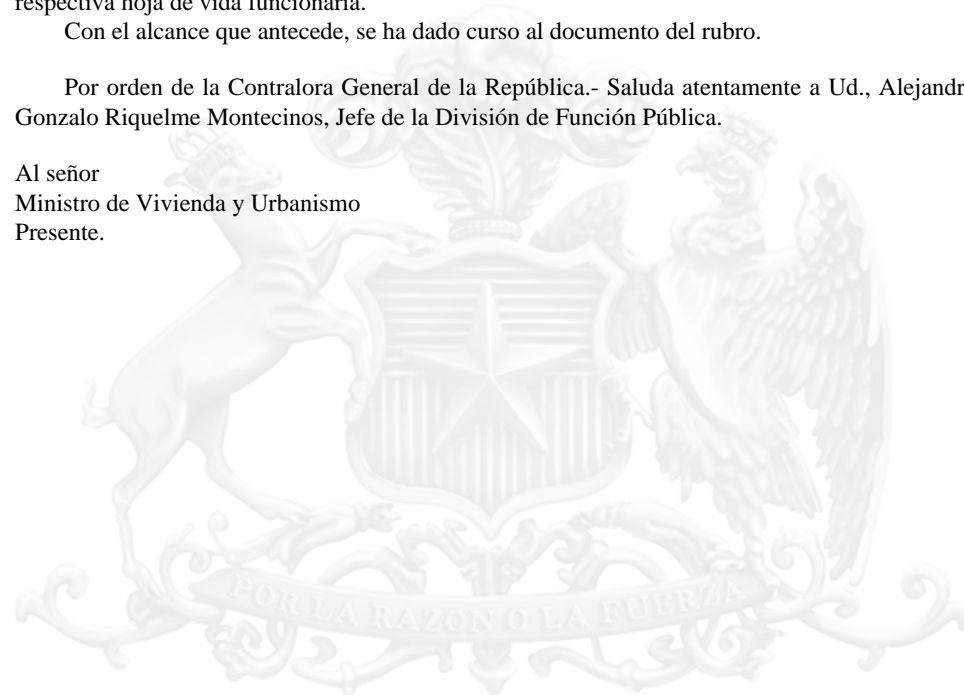 respectiva hoja de vida funcionaria.
Con el alcance que antecede, se ha dado curso al documento del rubro.
Por orden de la Contralora General de la República.- Saluda atentamente a Ud., Alejandr
Gonzalo Riquelme Montecinos, Jefe de la División de Función Pública.
Al señor
Ministro de Vivienda y Urbanismo
Presente.
POR LA RAZON O LA FUERZA